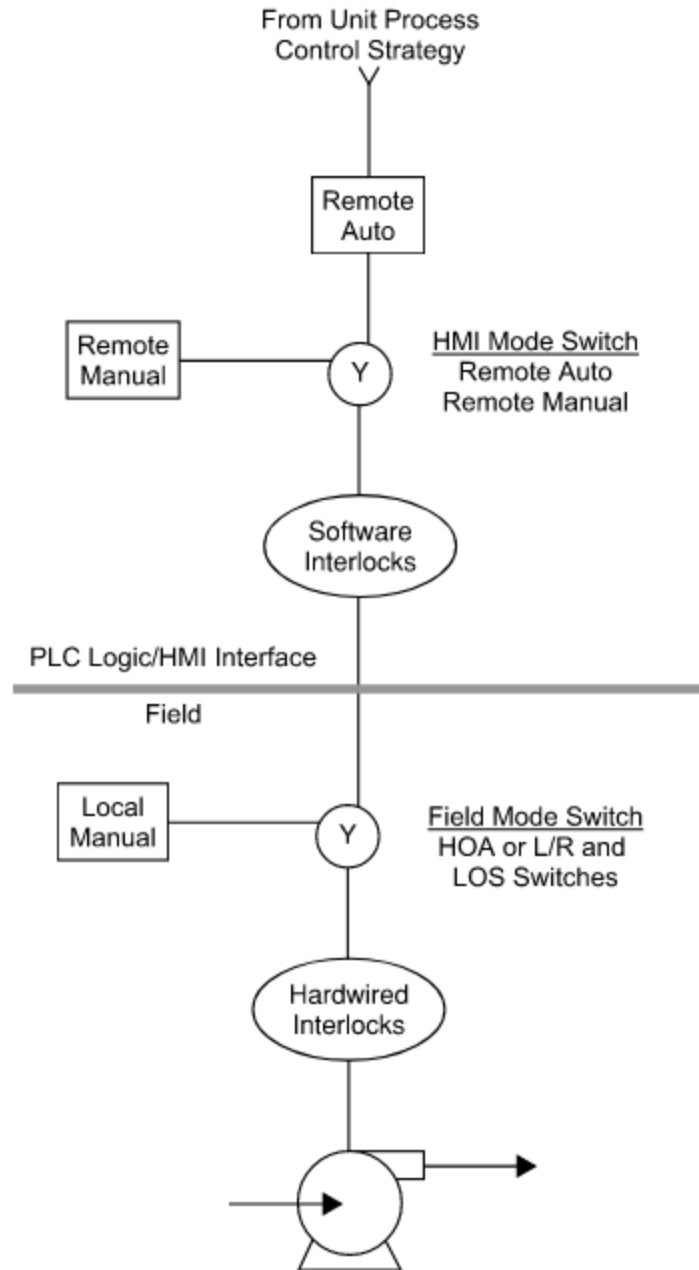 From Unit Process
Control Strategy
Remote
Auto
Remote
Manual
Y
HMI Mode Switch
Remote Auto
Remote Manual
Software
Interlocks
PLC Logic/HMI Interface
Field
Local
Manual
Y
Field Mode Switch
HOA or L/R and
LOS Switches
Hardwired
Interlocks